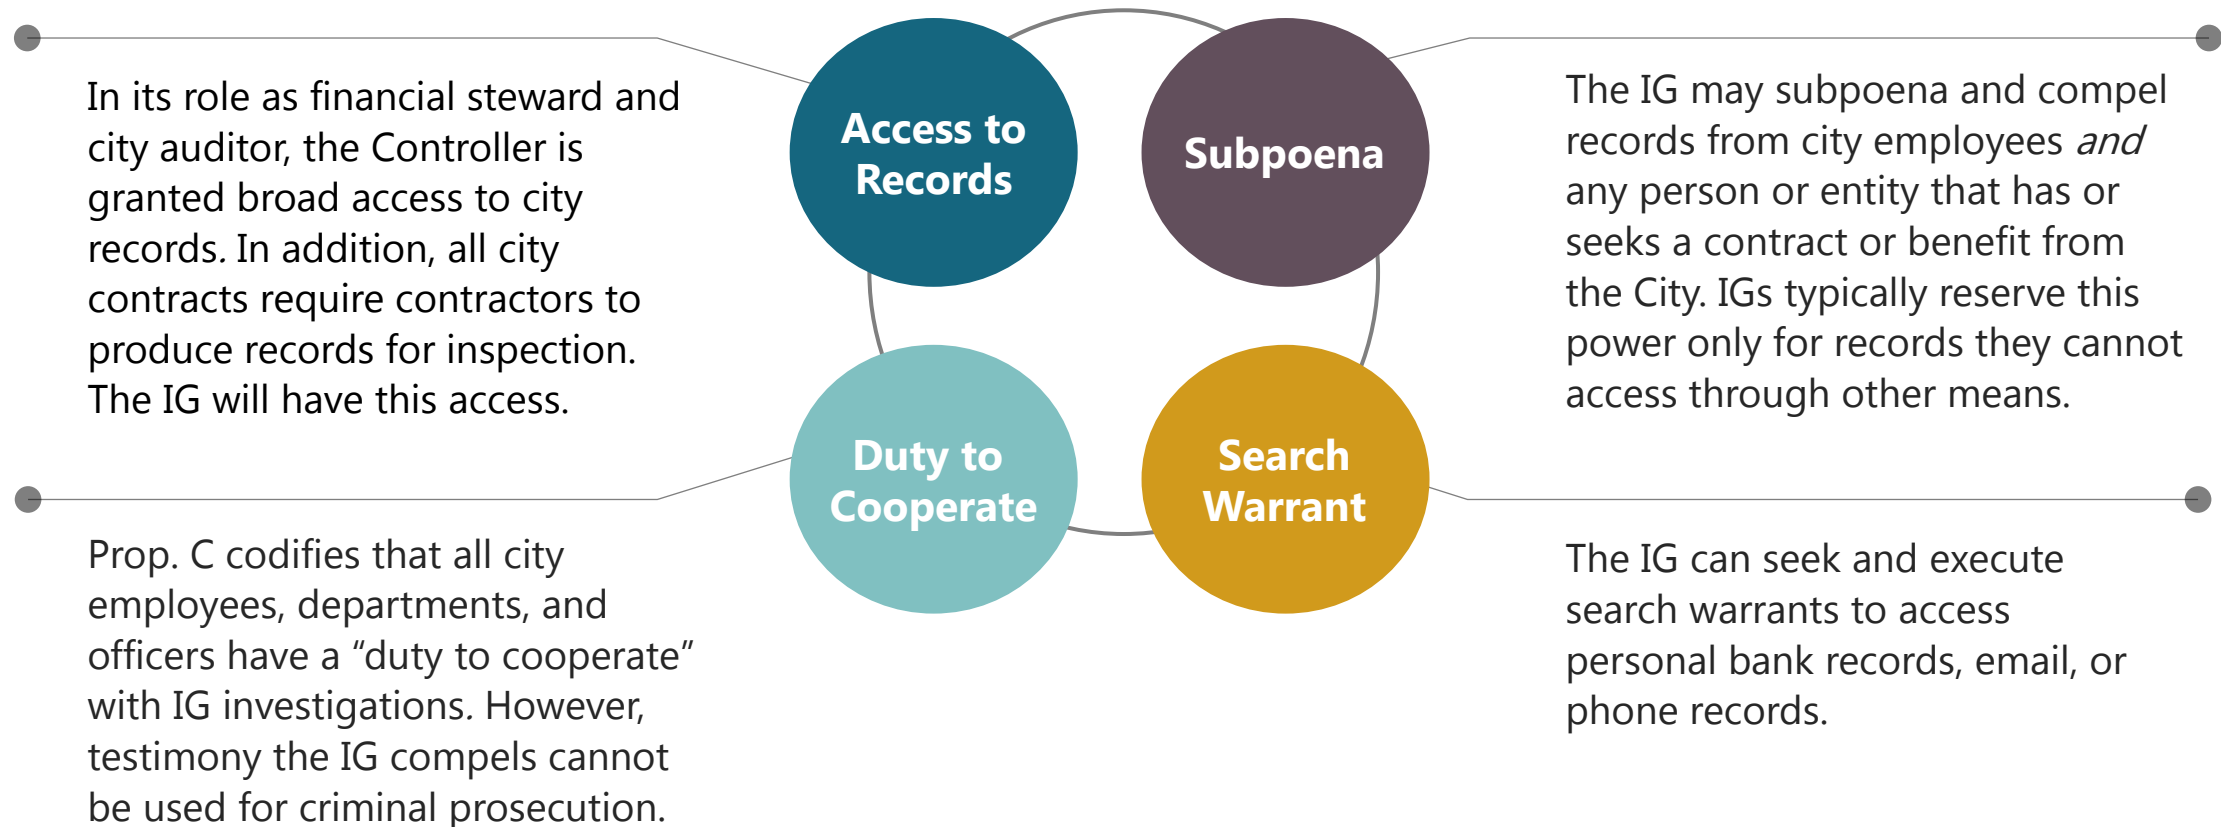 In its role as financial steward and
city auditor, the Controller is
granted broad access to city
records. In addition, all city
contracts require contractors to
produce records for inspection.
The IG will have this access.
Access to
Records
Subpoena
The IG may subpoena and compel
records from city employees and
any person or entity that has or
seeks a contract or benefit from
the City. IGs typically reserve this
power only for records they cannot
access through other means.
Prop. C codifies that all city
employees, departments, and
officers have a “duty to cooperate”
with IG investigations. However,
testimony the IG compels cannot
be used for criminal prosecution.
Duty to
Cooperate
Search
Warrant
The IG can seek and execute
search warrants to access
personal bank records, email, or
phone records.